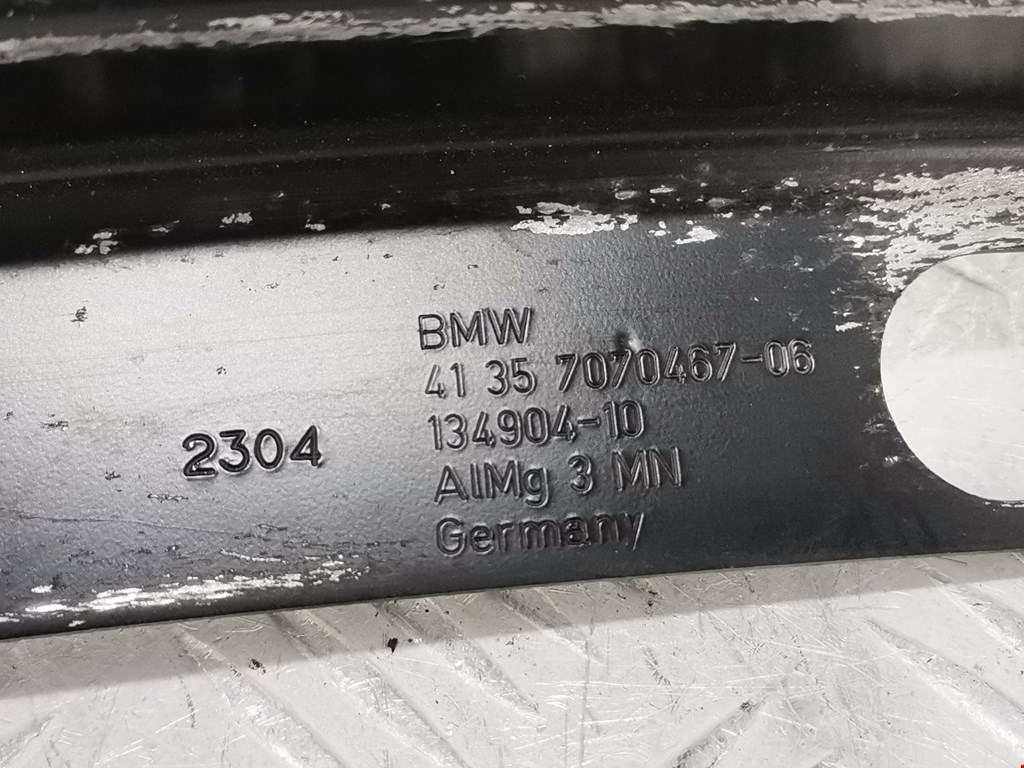 BMW
41 35 7070467-06
134904-10
AlMg 3 MN
Germany
2304